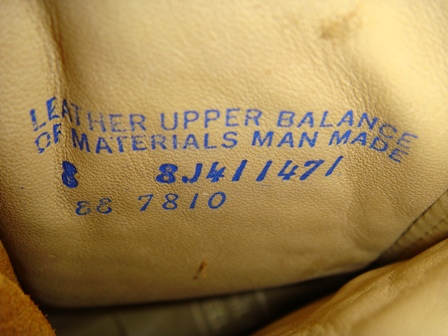 LEATHER UPPER BALANCE
OF MATERIALS MAN MADE
8 8J411471
88 7810